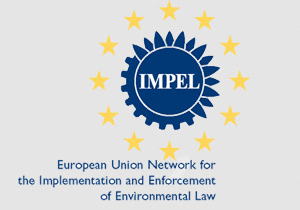 IMPEL
European Union Network for
the Implementation and Enforcement
of Environmental Law